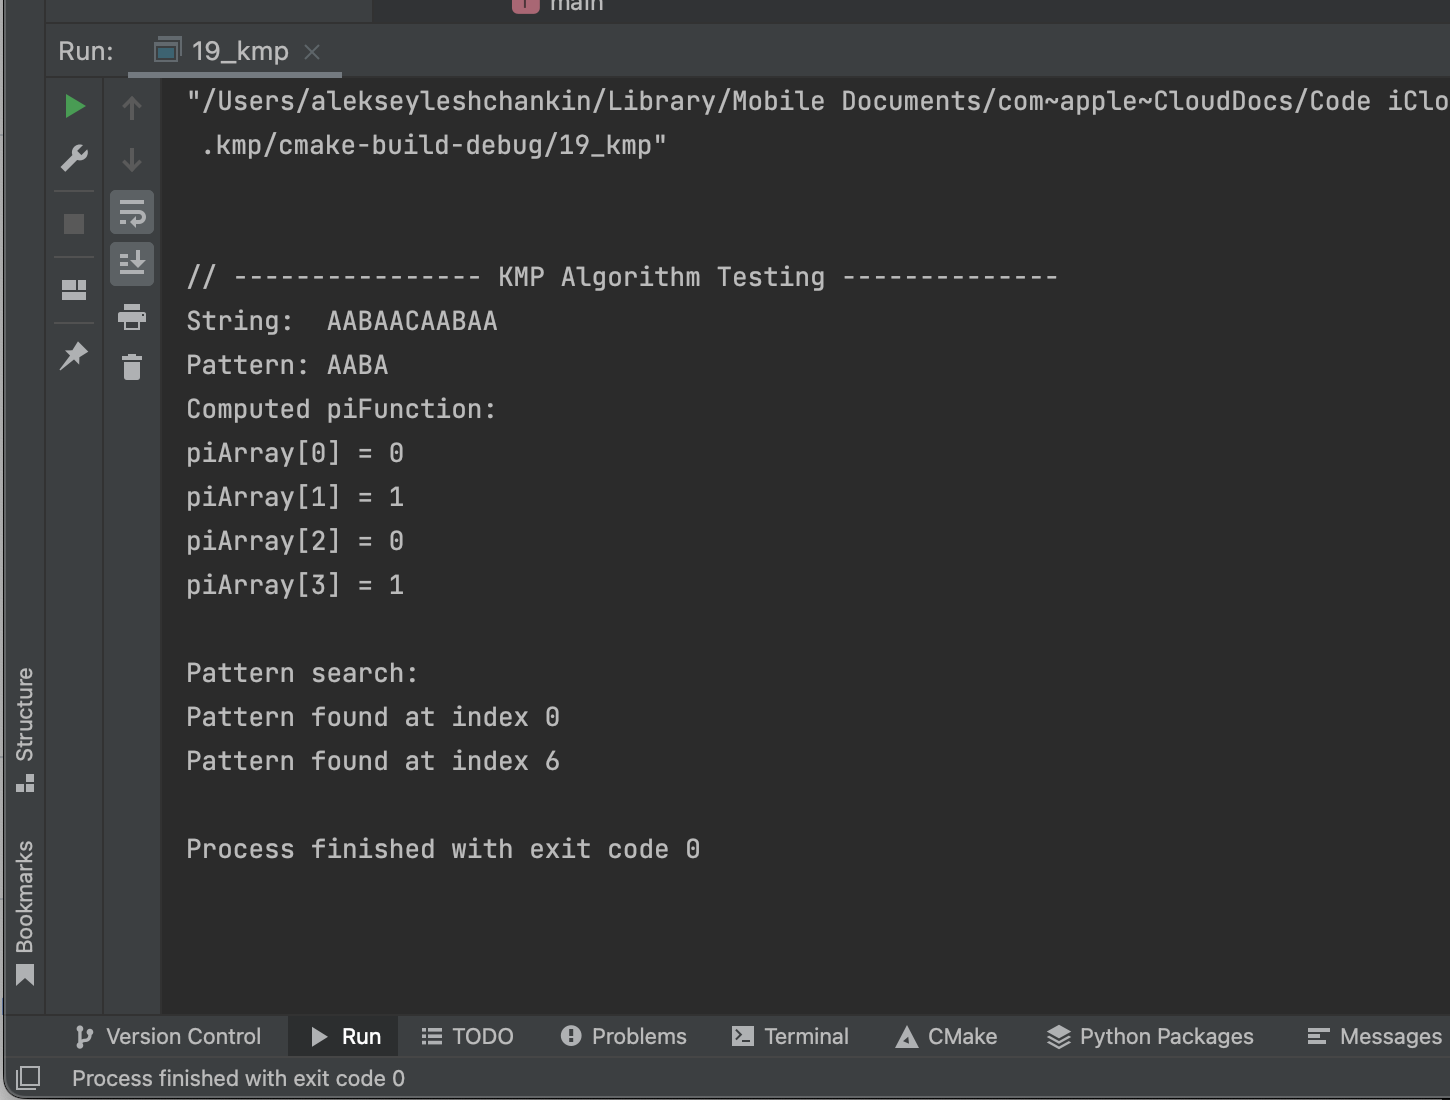 main
Run: 19_kmp
"/Users/alekseyleshchankin/Library/Mobile Documents/com~apple~CloudDocs/Code iClo
.kmp/cmake-build-debug/19_kmp"
// ---------------- KMP Algorithm Testing --------------
String:  AABAACAABAA
Pattern: AABA
Computed piFunction:
piArray[0] = 0
piArray[1] = 1
piArray[2] = 0
piArray[3] = 1
Pattern search:
Pattern found at index 0
Pattern found at index 6
Process finished with exit code 0
Structure
Bookmarks
Version Control Run TODO Problems Terminal CMake Python Packages Messages
Process finished with exit code 0